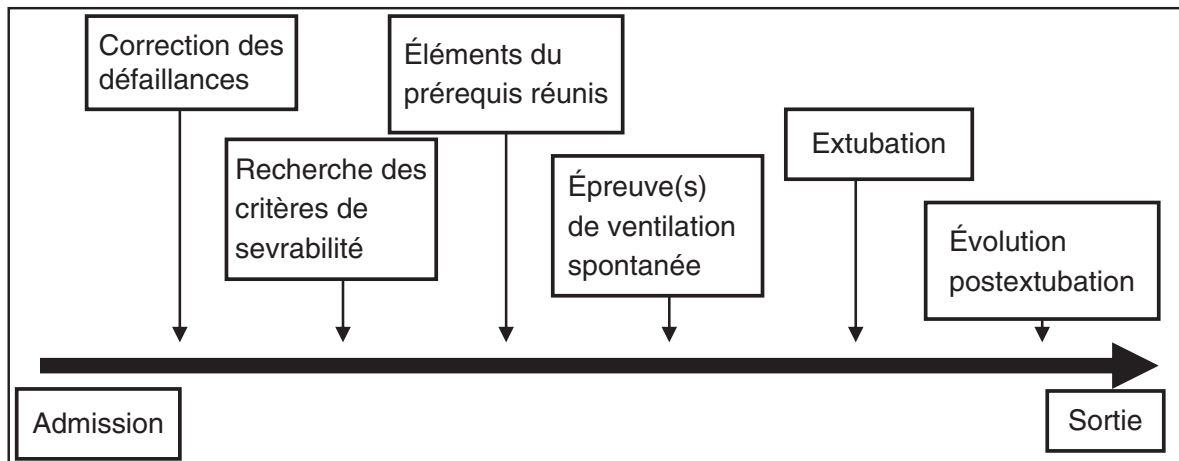 Correction des
défaillances
Recherche des
critères de
sevrabilité
Éléments du
prérequis réunis
Épreuve(s)
de ventilation
spontanée
Extubation
Évolution
postextubation
Admission
Sortie